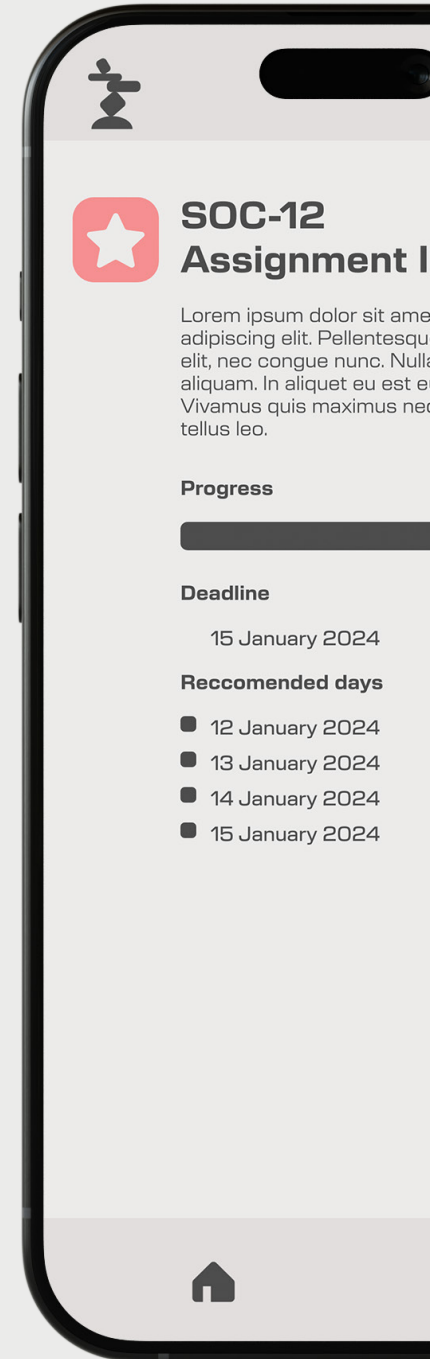 SOC-12
Assignment I
Lorem ipsum dolor sit ame
adipiscing elit. Pellentesqu
elit, nec congue nunc. Null
aliquam. In aliquet eu est e
Vivamus quis maximus nec
tellus leo.
Progress
Deadline
15 January 2024
Reccomended days
12 January 2024
13 January 2024
14 January 2024
15 January 2024